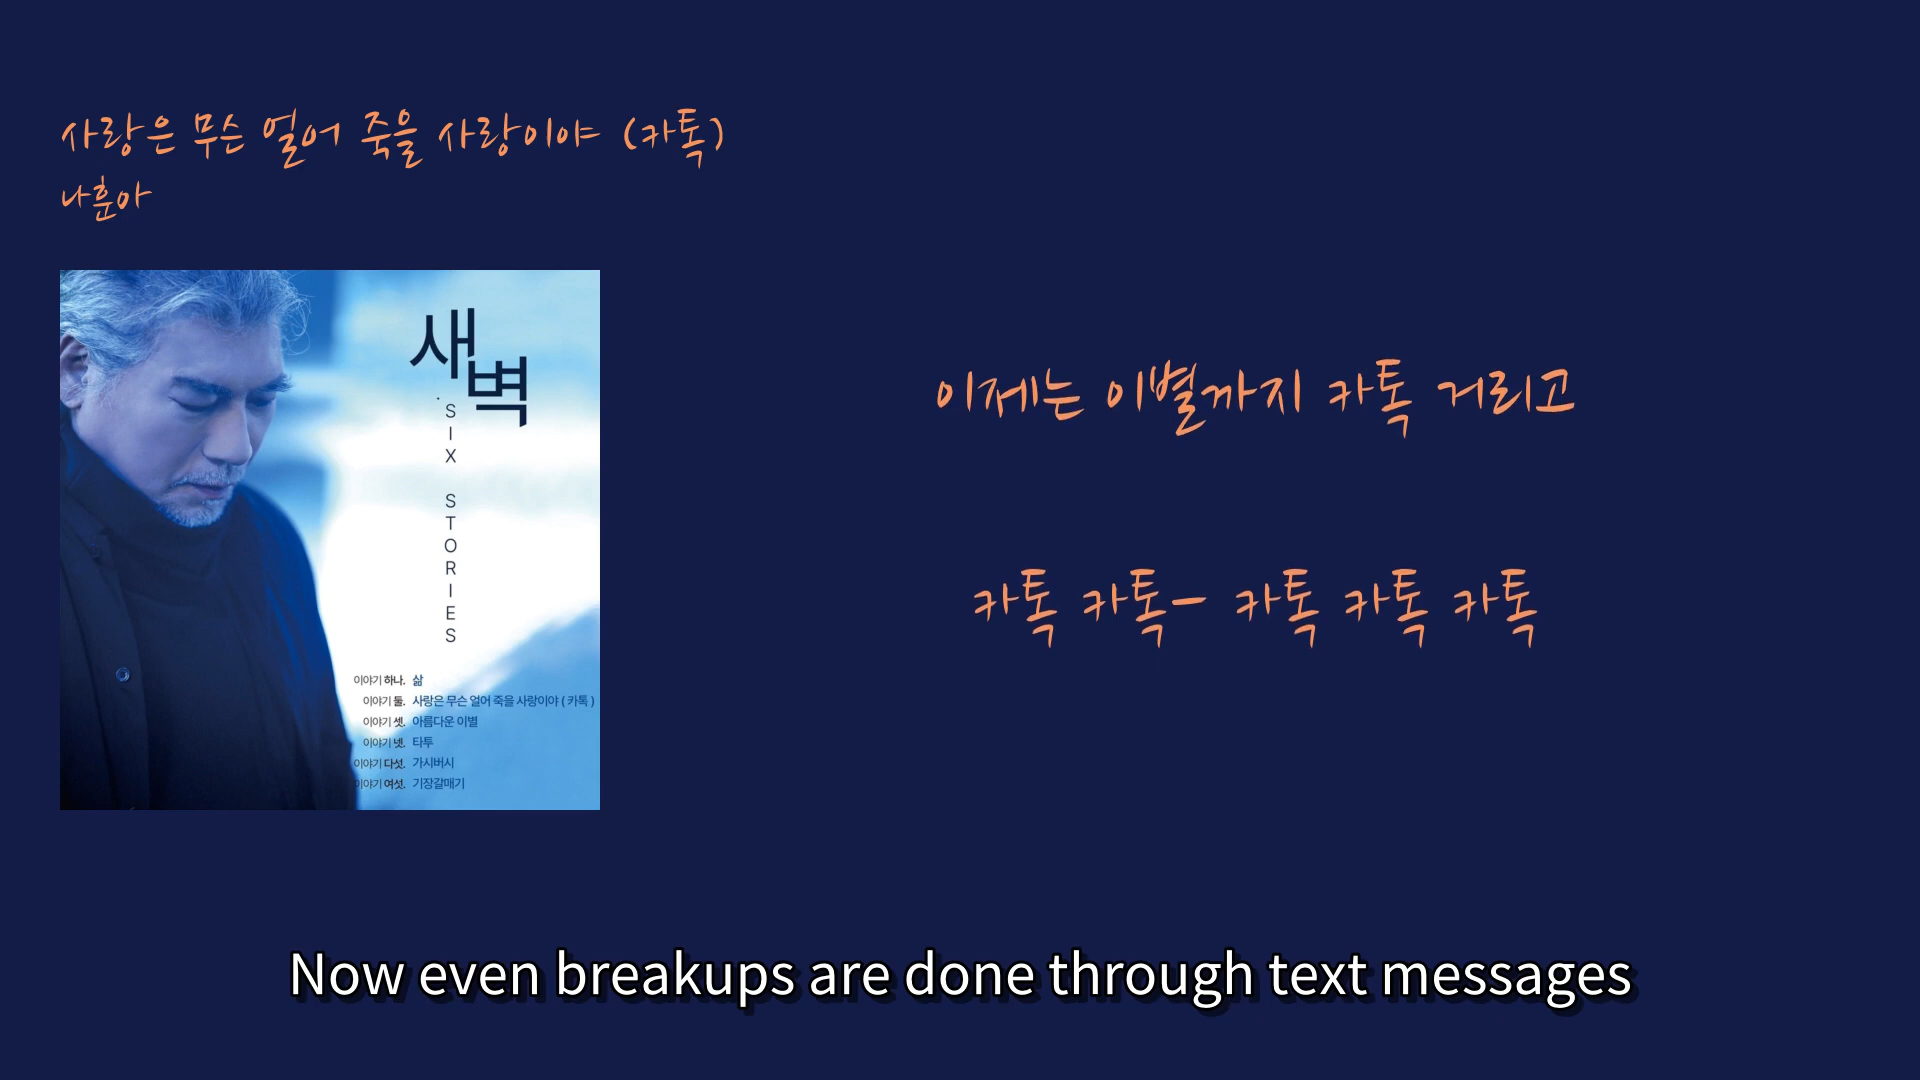 사랑은 무슨 얼어 죽을 사랑이야 (카톡)
나훈아
새벽
SIX STORIES
이야기 하나. 삶
이야기 둘. 사랑은 무슨 얼어 죽을 사랑이야 ( 카톡 )
이야기 셋. 아름다운 이별
이야기 넷. 타투
이야기 다섯. 가시버시
이야기 여섯. 기장갈매기
이제는 이별까지 카톡 거리고
카톡 카톡ㅡ 카톡 카톡 카톡
Now even breakups are done through text messages